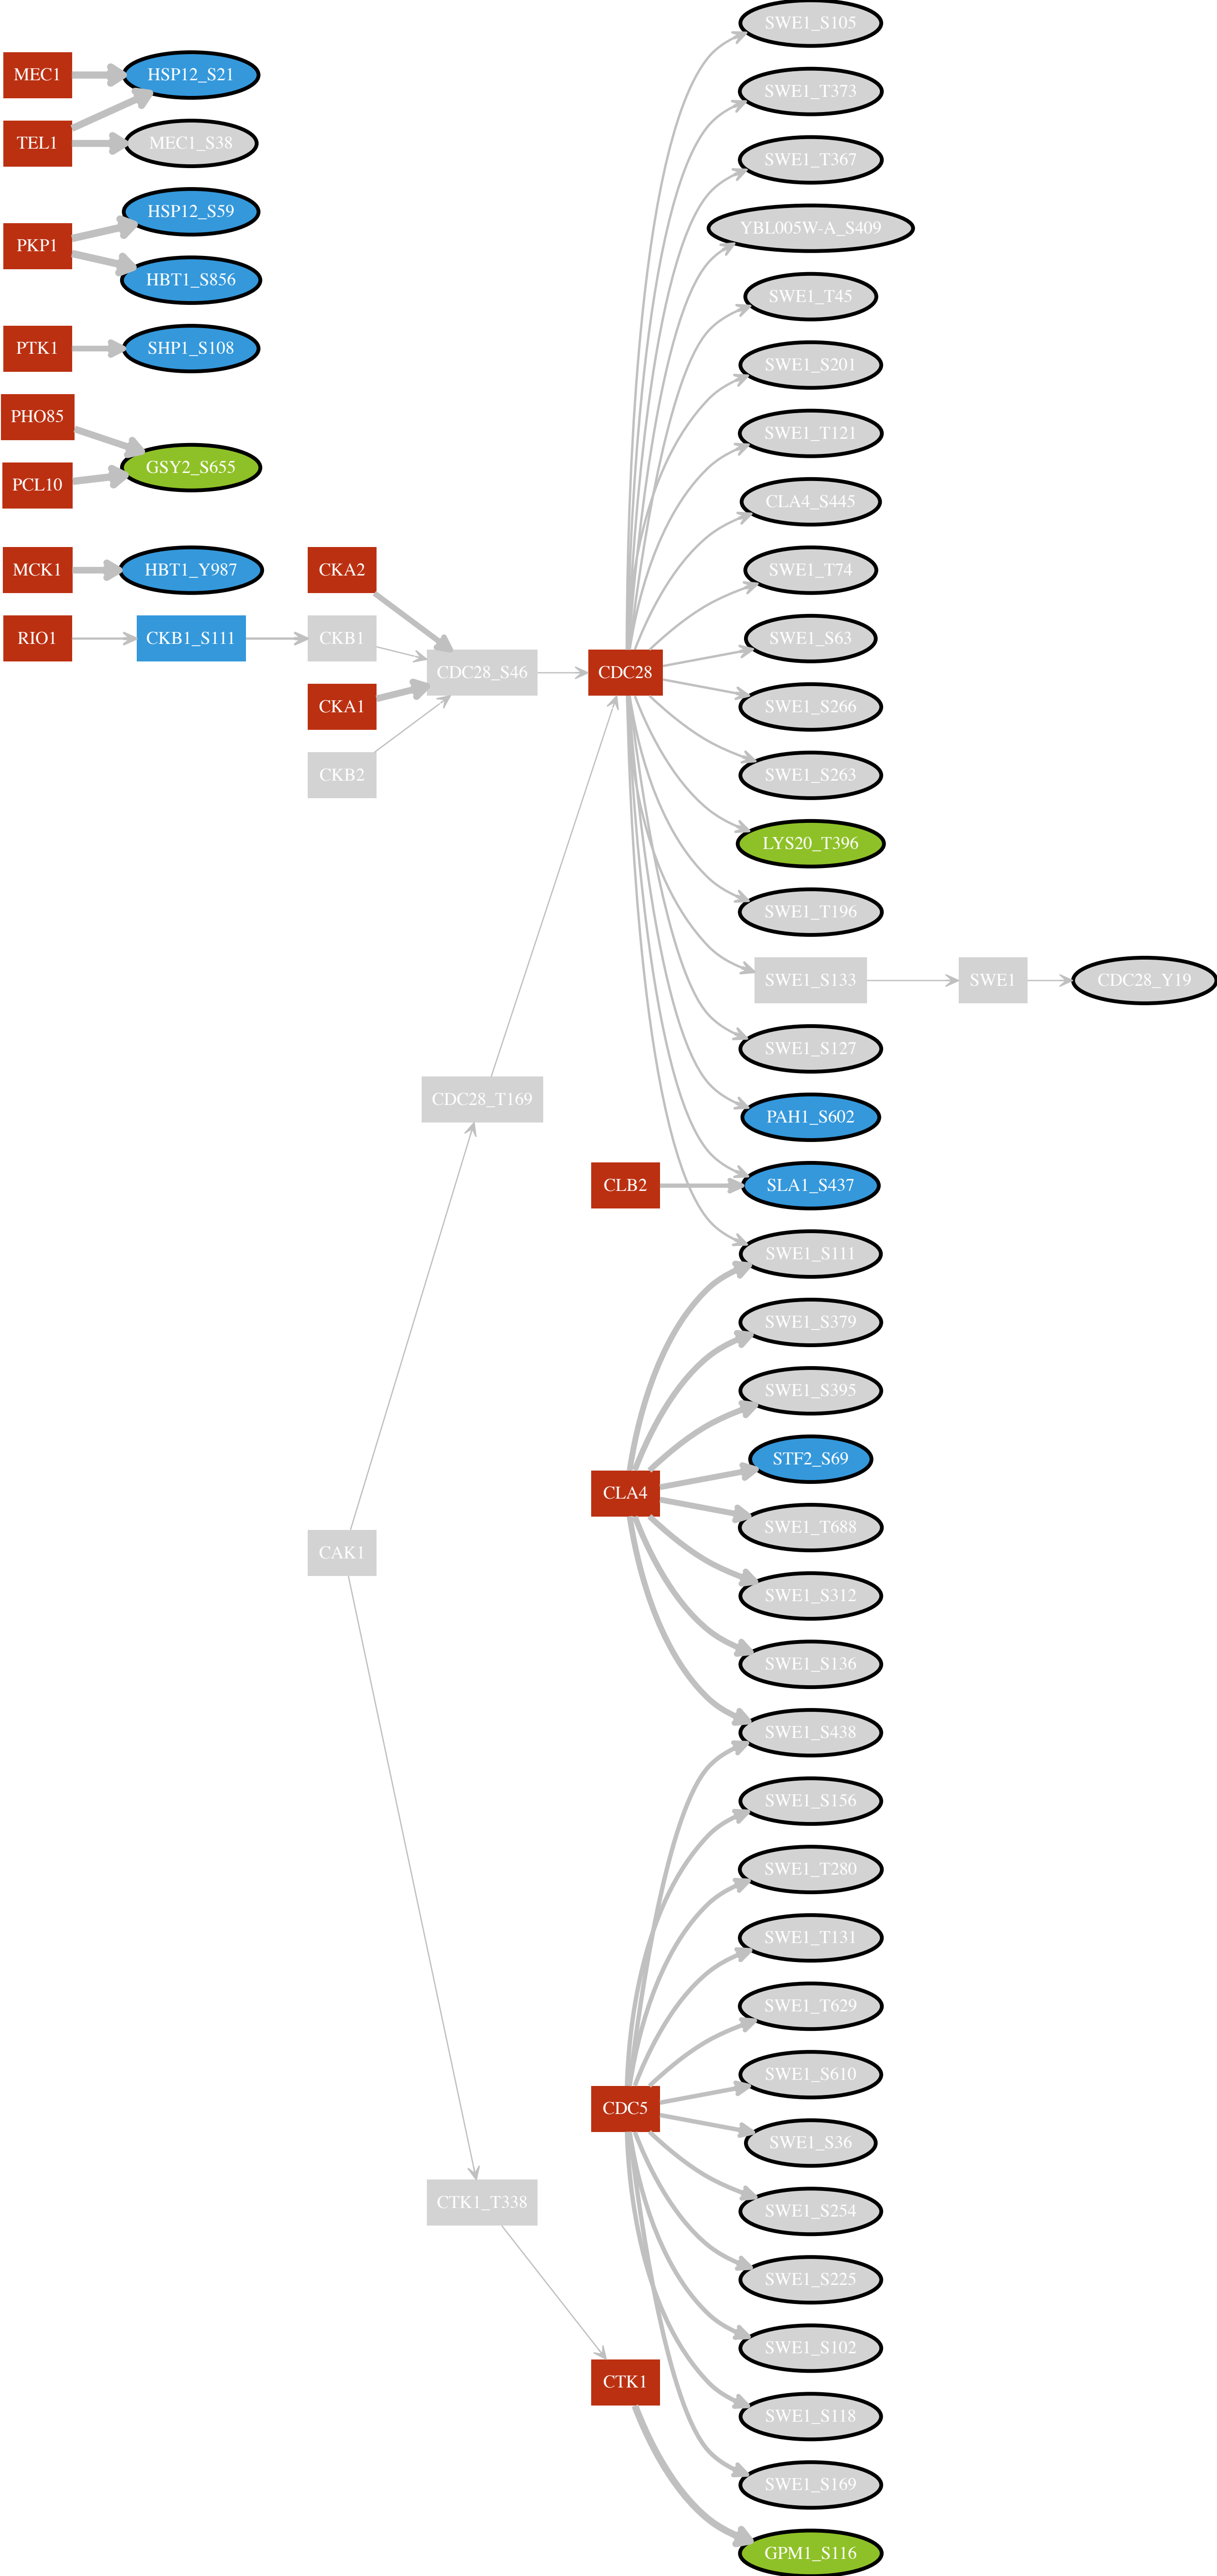 SWE1_S105
MEC1
HSP12_S21
SWE1_T373
TEL1
MEC1_S38
SWE1_T367
HSP12_S59
YBL005W-A_S409
PKP1
HBT1_S856
SWE1_T45
PTK1
SHP1_S108
SWE1_S201
PHO85
SWE1_T121
GSY2_S655
PCL10
CLA4_S445
MCK1
HBT1_Y987
CKA2
SWE1_T74
RIO1
CKB1_S111
CKB1
SWE1_S63
CDC28_S46
CDC28
CKA1
SWE1_S266
CKB2
SWE1_S263
LYS20_T396
SWE1_T196
SWE1_S133
SWE1
CDC28_Y19
SWE1_S127
CDC28_T169
PAH1_S602
CLB2
SLA1_S437
SWE1_S111
SWE1_S379
SWE1_S395
STF2_S69
CLA4
SWE1_T688
CAK1
SWE1_S312
SWE1_S136
SWE1_S438
SWE1_S156
SWE1_T280
SWE1_T131
SWE1_T629
SWE1_S610
CDC5
SWE1_S36
CTK1_T338
SWE1_S254
SWE1_S225
SWE1_S102
CTK1
SWE1_S118
SWE1_S169
GPM1_S116